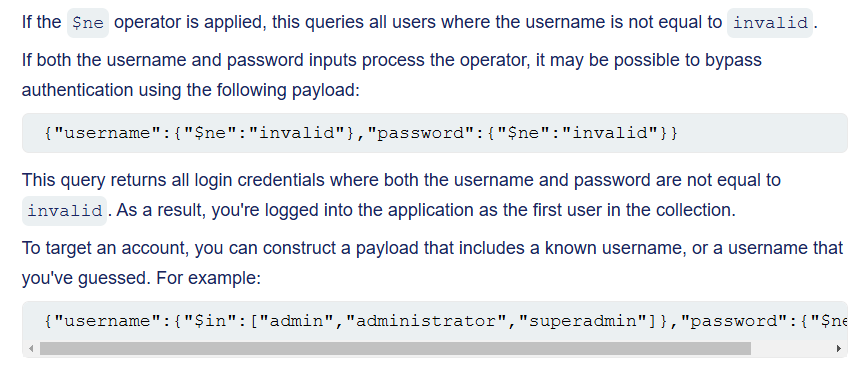 If the $ne operator is applied, this queries all users where the username is not equal to invalid.
If both the username and password inputs process the operator, it may be possible to bypass
authentication using the following payload:
{"username":{"$ne":"invalid"},"password":{"$ne":"invalid"}}
This query returns all login credentials where both the username and password are not equal to
invalid. As a result, you're logged into the application as the first user in the collection.
To target an account, you can construct a payload that includes a known username, or a username that
you've guessed. For example:
{"username":{"$in":["admin","administrator","superadmin"]},"password":{"$ne